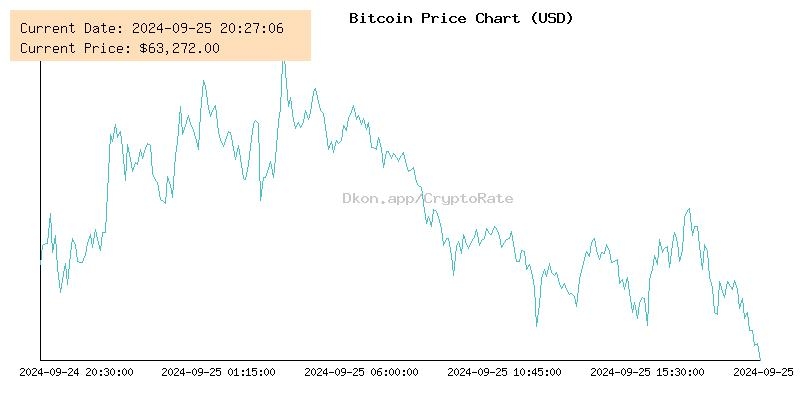 Bitcoin Price Chart (USD)
Current Date: 2024-09-25 20:27:06
Current Price: $63,272.00
Dkon.app/CryptoRate
2024-09-24 20:30:00 2024-09-25 01:15:00 2024-09-25 06:00:00 2024-09-25 10:45:00 2024-09-25 15:30:00 2024-09-25